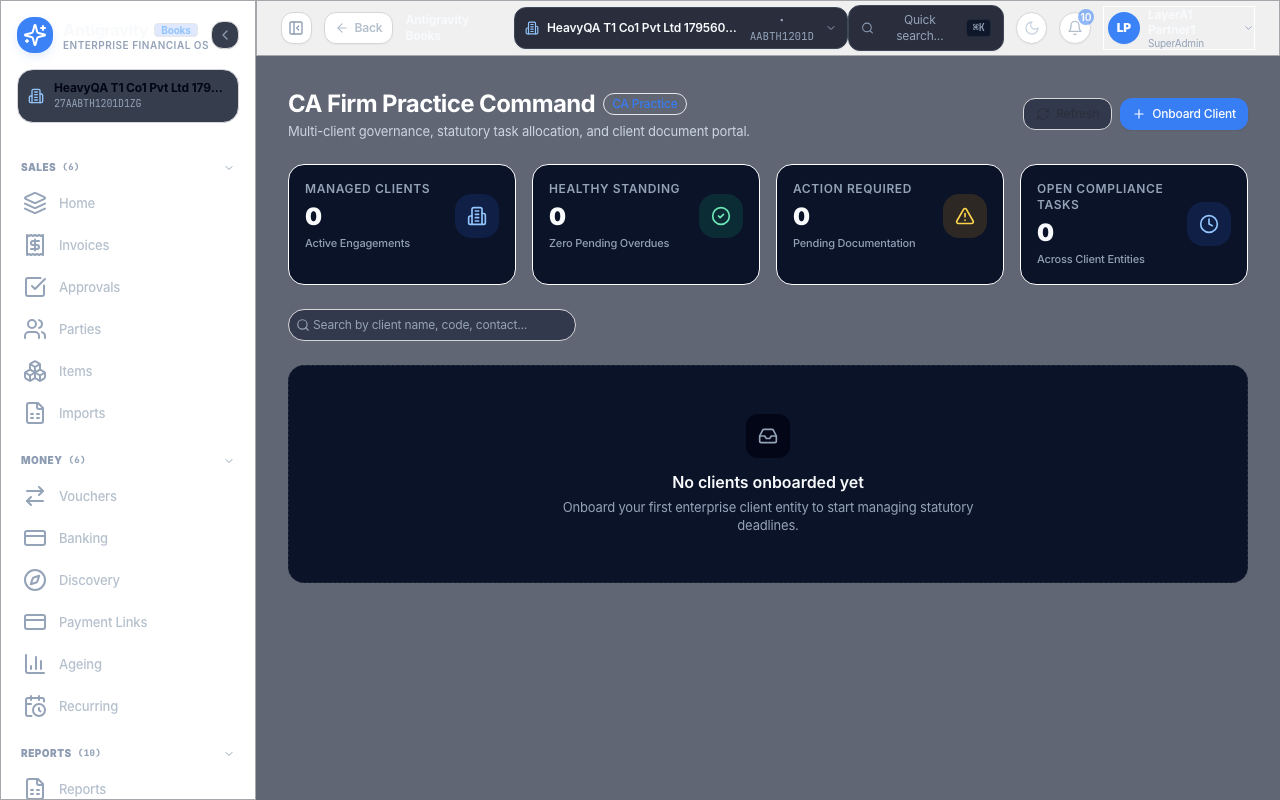 Antigravity Books
ENTERPRISE FINANCIAL OS
HeavyQA T1 Co1 Pvt Ltd 179...
27AABTH1201D1ZG
SALES (6)
Home
Invoices
Approvals
Parties
Items
Imports
MONEY (6)
Vouchers
Banking
Discovery
Payment Links
Ageing
Recurring
REPORTS (10)
Reports
Back
Antigravity
Books
HeavyQA T1 Co1 Pvt Ltd 179560...
• AABTH1201D
Quick search...
⌘K
10
LP
LayerA1
Partner1
SuperAdmin
CA Firm Practice Command
CA Practice
Multi-client governance, statutory task allocation, and client document portal.
Refresh
Onboard Client
MANAGED CLIENTS
0
Active Engagements
HEALTHY STANDING
0
Zero Pending Overdues
ACTION REQUIRED
0
Pending Documentation
OPEN COMPLIANCE
TASKS
0
Across Client Entities
Search by client name, code, contact...
No clients onboarded yet
Onboard your first enterprise client entity to start managing statutory
deadlines.